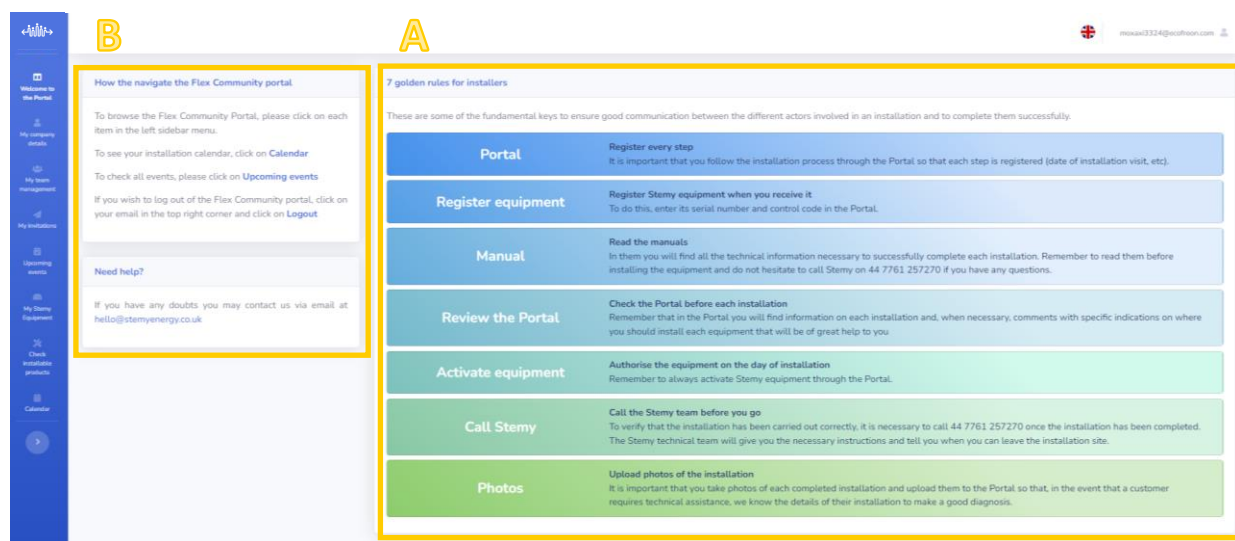 B
A
moxavi3324@ecofreon.com
Welcome to
the Portal
My company
details
My team
management
My Invitations
Upcoming
events
My Stemy
Equipment
Check
installable
products
Calendar
How the navigate the Flex Community portal
To browse the Flex Community Portal, please click on each
item in the left sidebar menu.
To see your installation calendar, click on Calendar
To check all events, please click on Upcoming events
If you wish to log out of the Flex Community portal, click on
your email in the top right corner and click on Logout
Need help?
If you have any doubts you may contact us via email at
hello@stemyenergy.co.uk
7 golden rules for installers
These are some of the fundamental keys to ensure good communication between the different actors involved in an installation and to complete them successfully.
Portal
Register every step
It is important that you follow the installation process through the Portal so that each step is registered (date of installation visit, etc).
Register equipment
Register Stemy equipment when you receive it
To do this, enter its serial number and control code in the Portal.
Manual
Read the manuals
In them you will find all the technical information necessary to successfully complete each installation. Remember to read them before
installing the equipment and do not hesitate to call Stemy on 44 7761 257270 if you have any questions.
Review the Portal
Check the Portal before each installation
Remember that in the Portal you will find information on each installation and, when necessary, comments with specific indications on where
you should install each equipment that will be of great help to you
Activate equipment
Authorise the equipment on the day of installation
Remember to always activate Stemy equipment through the Portal.
Call Stemy
Call the Stemy team before you go
To verify that the installation has been carried out correctly, it is necessary to call 44 7761 257270 once the installation has been completed.
The Stemy technical team will give you the necessary instructions and tell you when you can leave the installation site.
Photos
Upload photos of the installation
It is important that you take photos of each completed installation and upload them to the Portal so that, in the event that a customer
requires technical assistance, we know the details of their installation to make a good diagnosis.